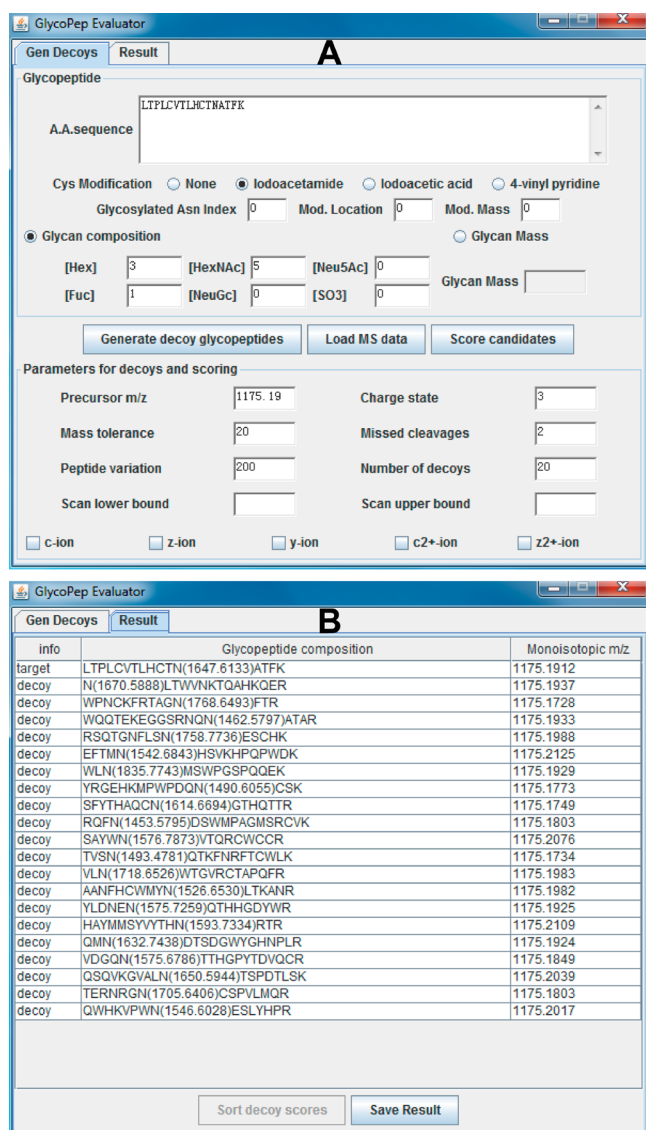 GlycoPep Evaluator
Gen Decoys Result A
Glycopeptide
LTPLCVTLHCTNATFK
A.A.sequence
Cys Modification None Iodoacetamide Iodoacetic acid 4-vinyl pyridine
Glycosylated Asn Index 0 Mod. Location 0 Mod. Mass 0
Glycan composition Glycan Mass
[Hex] 3 [HexNAc] 5 [Neu5Ac] 0
Glycan Mass
[Fuc] 1 [NeuGc] 0 [SO3] 0
Generate decoy glycopeptides Load MS data Score candidates
Parameters for decoys and scoring
Precursor m/z 1175.19 Charge state 3
Mass tolerance 20 Missed cleavages 2
Peptide variation 200 Number of decoys 20
Scan lower bound Scan upper bound
c-ion z-ion y-ion c2+-ion z2+-ion
GlycoPep Evaluator
Gen Decoys Result B
info Glycopeptide composition Monoisotopic m/z
target LTPLCVTLHCTN(1647.6133)ATFK 1175.1912
decoy N(1670.5888)LTWVNKTQAHKQER 1175.1937
decoy WPNCKFRTAGN(1768.6493)FTR 1175.1728
decoy WQQTEKEGGSRNQN(1462.5797)ATAR 1175.1933
decoy RSQTGNFLSN(1758.7736)ESCHK 1175.1988
decoy EFTMN(1542.6843)HSVKHPQPWDK 1175.2125
decoy WLN(1835.7743)MSWPGSPQQEK 1175.1929
decoy YRGEHKMPWPDQN(1490.6055)CSK 1175.1773
decoy SFYTHAQCN(1614.6694)GTHQTTR 1175.1749
decoy RQFN(1453.5795)DSWMPAGMSRCVK 1175.1803
decoy SAYWN(1576.7873)VTQRCWCCR 1175.2076
decoy TVSN(1493.4781)QTKFNRFTCWLK 1175.1734
decoy VLN(1718.6526)WTGVRCTAPQFR 1175.1983
decoy AANFHCWMYN(1526.6530)LTKANR 1175.1982
decoy YLDNEN(1575.7259)QTHHGDYWR 1175.1925
decoy HAYMMSYVYTHN(1593.7334)RTR 1175.2109
decoy QMN(1632.7438)DTSDGWYGHNPLR 1175.1924
decoy VDGQN(1575.6786)TTHGPYTDVQCR 1175.1849
decoy QSQVKGVALN(1650.5944)TSPDTLSK 1175.2039
decoy TERNRGN(1705.6406)CSPVLMQR 1175.1803
decoy QWHKVPWN(1546.6028)ESLYHPR 1175.2017
Sort decoy scores Save Result